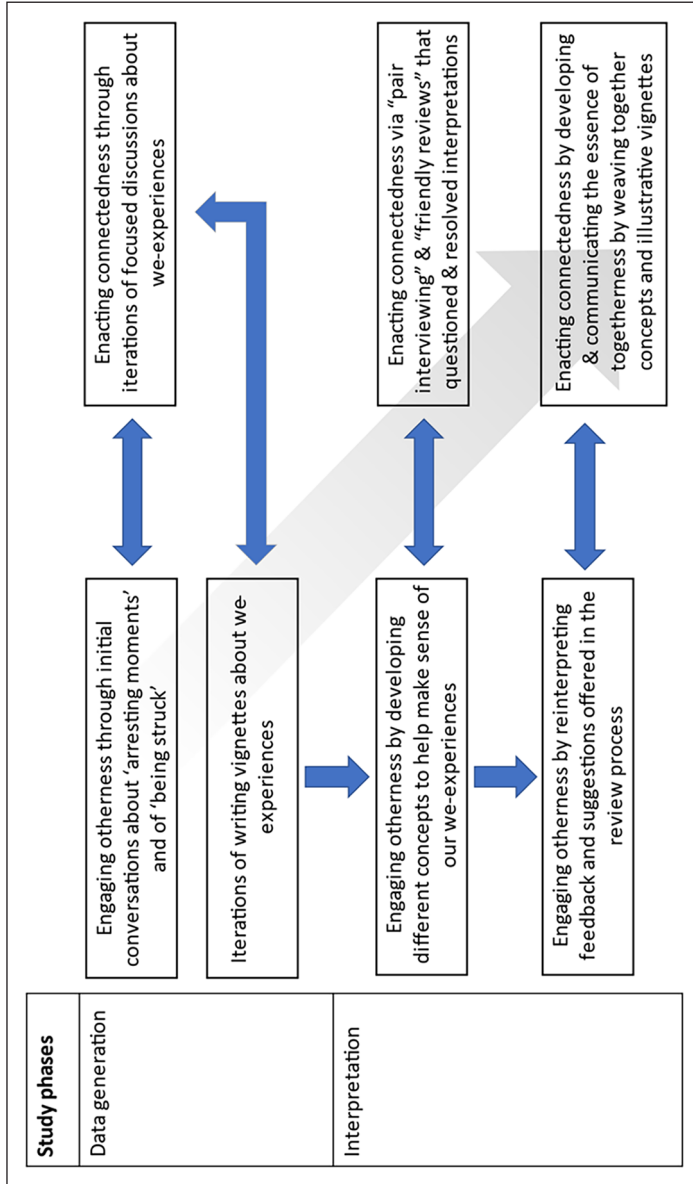 Study phases
Data generation
Engaging otherness through initial
conversations about ‘arresting moments’
and of ‘being struck’
Enacting connectedness through
iterations of focused discussions about
we-experiences
Iterations of writing vignettes about we-
experiences
Interpretation
Engaging otherness by developing
different concepts to help make sense of
our we-experiences
Enacting connectedness via “pair
interviewing” & “friendly reviews” that
questioned & resolved interpretations
Engaging otherness by reinterpreting
feedback and suggestions offered in the
review process
Enacting connectedness by developing
& communicating the essence of
togetherness by weaving together
concepts and illustrative vignettes